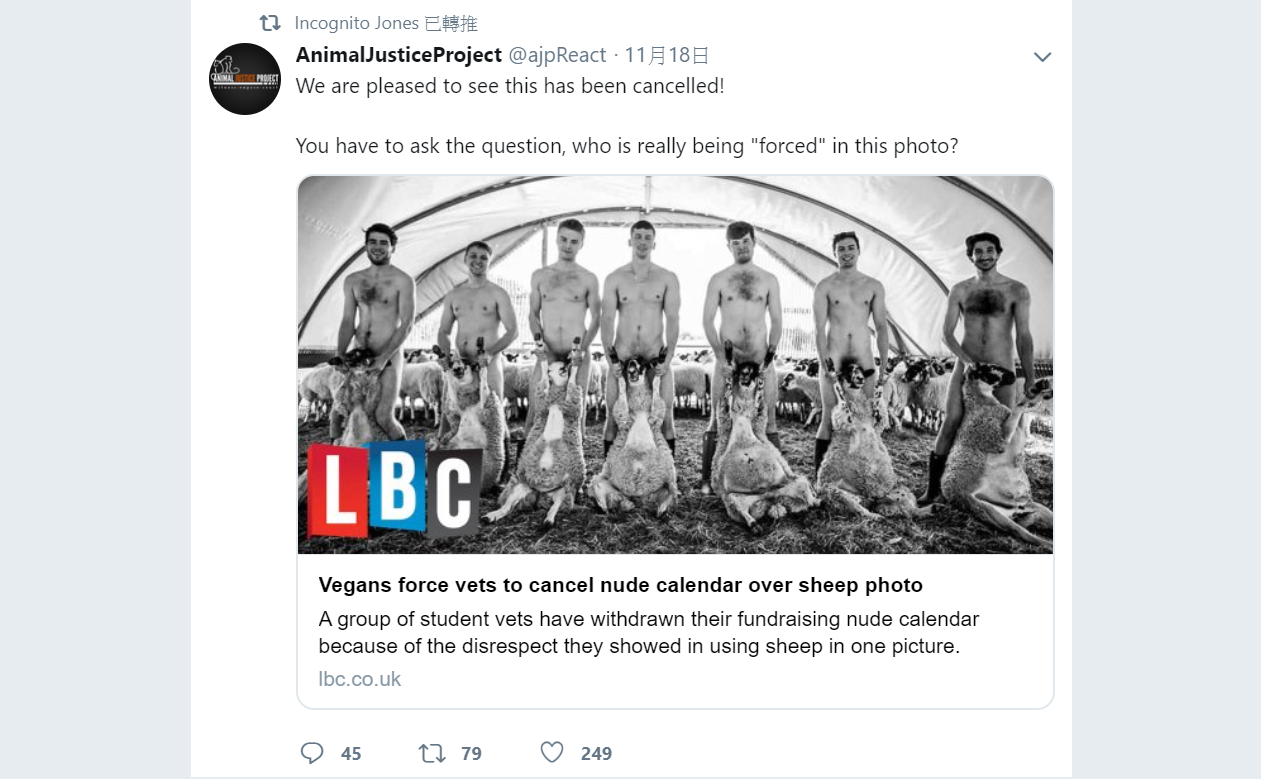 Incognito Jones 已轉推
AnimalJusticeProject @ajpReact · 11月18日
ANIMAL JUSTICE PROJECT
We are pleased to see this has been cancelled!
You have to ask the question, who is really being "forced" in this photo?
LBC
Vegans force vets to cancel nude calendar over sheep photo
A group of student vets have withdrawn their fundraising nude calendar
because of the disrespect they showed in using sheep in one picture.
lbc.co.uk
45 79 249